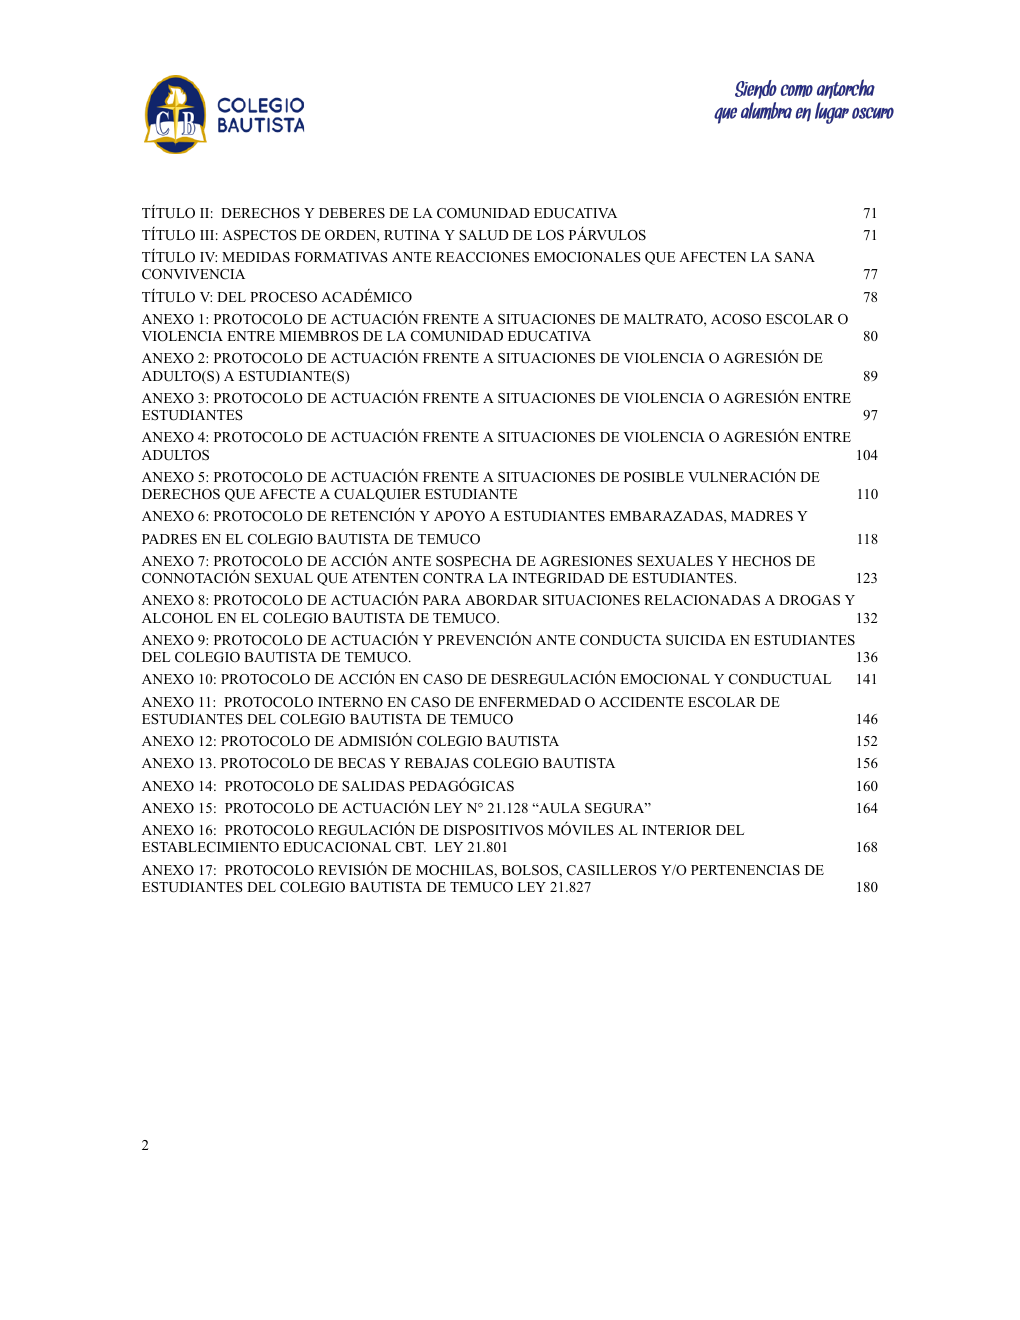 COLEGIO
BAUTISTA
CB
Siendo como antorcha
que alumbra en lugar oscuro
TÍTULO II:  DERECHOS Y DEBERES DE LA COMUNIDAD EDUCATIVA 71
TÍTULO III: ASPECTOS DE ORDEN, RUTINA Y SALUD DE LOS PÁRVULOS 71
TÍTULO IV: MEDIDAS FORMATIVAS ANTE REACCIONES EMOCIONALES QUE AFECTEN LA SANA
CONVIVENCIA 77
TÍTULO V: DEL PROCESO ACADÉMICO 78
ANEXO 1: PROTOCOLO DE ACTUACIÓN FRENTE A SITUACIONES DE MALTRATO, ACOSO ESCOLAR O
VIOLENCIA ENTRE MIEMBROS DE LA COMUNIDAD EDUCATIVA 80
ANEXO 2: PROTOCOLO DE ACTUACIÓN FRENTE A SITUACIONES DE VIOLENCIA O AGRESIÓN DE
ADULTO(S) A ESTUDIANTE(S) 89
ANEXO 3: PROTOCOLO DE ACTUACIÓN FRENTE A SITUACIONES DE VIOLENCIA O AGRESIÓN ENTRE
ESTUDIANTES 97
ANEXO 4: PROTOCOLO DE ACTUACIÓN FRENTE A SITUACIONES DE VIOLENCIA O AGRESIÓN ENTRE
ADULTOS 104
ANEXO 5: PROTOCOLO DE ACTUACIÓN FRENTE A SITUACIONES DE POSIBLE VULNERACIÓN DE
DERECHOS QUE AFECTE A CUALQUIER ESTUDIANTE 110
ANEXO 6: PROTOCOLO DE RETENCIÓN Y APOYO A ESTUDIANTES EMBARAZADAS, MADRES Y
PADRES EN EL COLEGIO BAUTISTA DE TEMUCO 118
ANEXO 7: PROTOCOLO DE ACCIÓN ANTE SOSPECHA DE AGRESIONES SEXUALES Y HECHOS DE
CONNOTACIÓN SEXUAL QUE ATENTEN CONTRA LA INTEGRIDAD DE ESTUDIANTES. 123
ANEXO 8: PROTOCOLO DE ACTUACIÓN PARA ABORDAR SITUACIONES RELACIONADAS A DROGAS Y
ALCOHOL EN EL COLEGIO BAUTISTA DE TEMUCO. 132
ANEXO 9: PROTOCOLO DE ACTUACIÓN Y PREVENCIÓN ANTE CONDUCTA SUICIDA EN ESTUDIANTES
DEL COLEGIO BAUTISTA DE TEMUCO. 136
ANEXO 10: PROTOCOLO DE ACCIÓN EN CASO DE DESREGULACIÓN EMOCIONAL Y CONDUCTUAL 141
ANEXO 11:  PROTOCOLO INTERNO EN CASO DE ENFERMEDAD O ACCIDENTE ESCOLAR DE
ESTUDIANTES DEL COLEGIO BAUTISTA DE TEMUCO 146
ANEXO 12: PROTOCOLO DE ADMISIÓN COLEGIO BAUTISTA 152
ANEXO 13. PROTOCOLO DE BECAS Y REBAJAS COLEGIO BAUTISTA 156
ANEXO 14:  PROTOCOLO DE SALIDAS PEDAGÓGICAS 160
ANEXO 15:  PROTOCOLO DE ACTUACIÓN LEY N° 21.128 “AULA SEGURA” 164
ANEXO 16:  PROTOCOLO REGULACIÓN DE DISPOSITIVOS MÓVILES AL INTERIOR DEL
ESTABLECIMIENTO EDUCACIONAL CBT.  LEY 21.801 168
ANEXO 17:  PROTOCOLO REVISIÓN DE MOCHILAS, BOLSOS, CASILLEROS Y/O PERTENENCIAS DE
ESTUDIANTES DEL COLEGIO BAUTISTA DE TEMUCO LEY 21.827 180
2